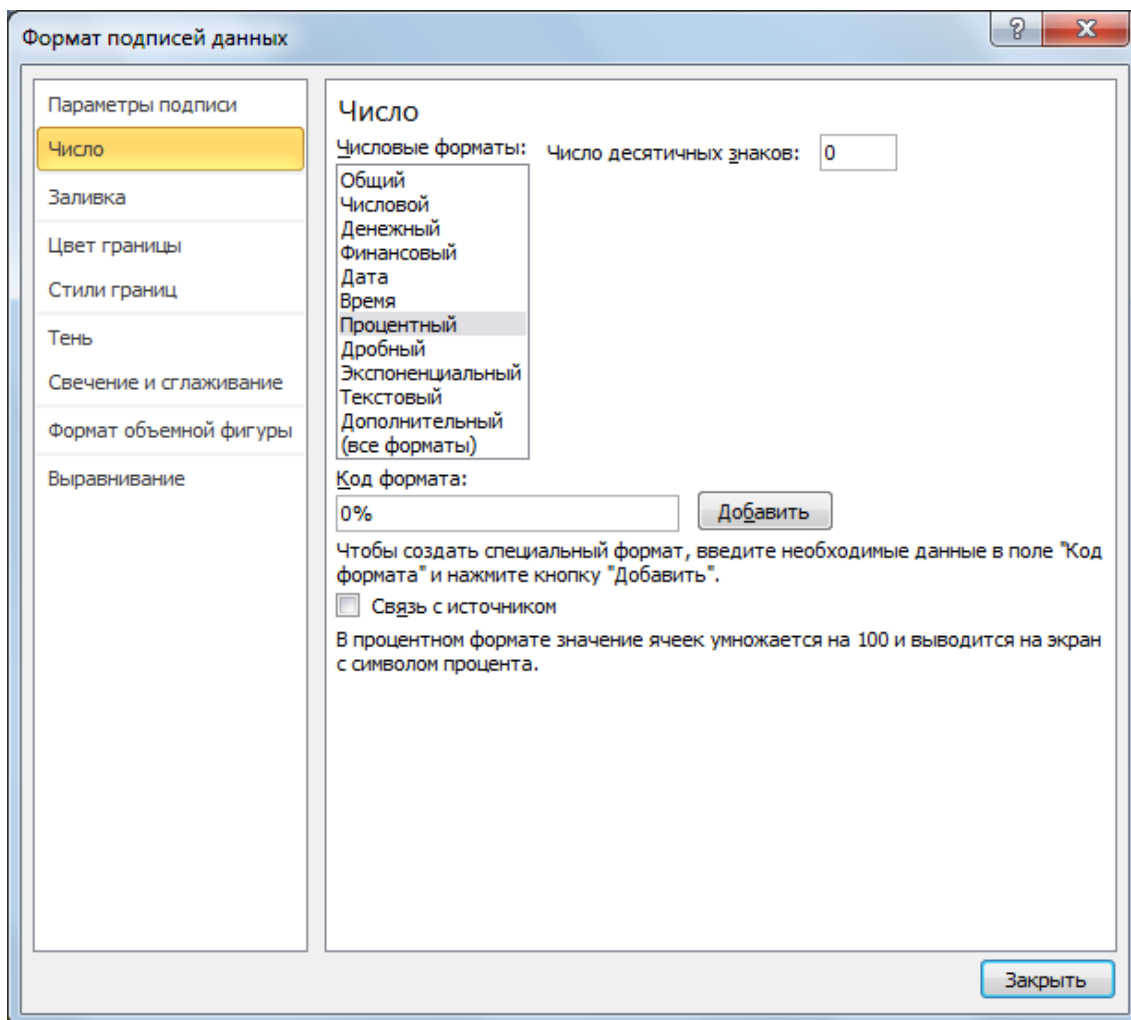 Формат подписей данных
Параметры подписи
Число
Заливка
Цвет границы
Стили границ
Тень
Свечение и сглаживание
Формат объемной фигуры
Выравнивание
Число
Числовые форматы:
Число десятичных знаков: 0
Общий
Числовой
Денежный
Финансовый
Дата
Время
Процентный
Дробный
Экспоненциальный
Текстовый
Дополнительный
(все форматы)
Код формата:
0% Добавить
Чтобы создать специальный формат, введите необходимые данные в поле "Код
формата" и нажмите кнопку "Добавить".
Связь с источником
В процентном формате значение ячеек умножается на 100 и выводится на экран
с символом процента.
Закрыть